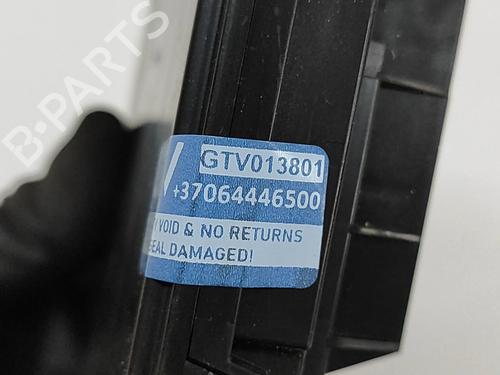 B-PARTS
GTV013801
+37064446500
VOID & NO RETURNS
SEAL DAMAGED!